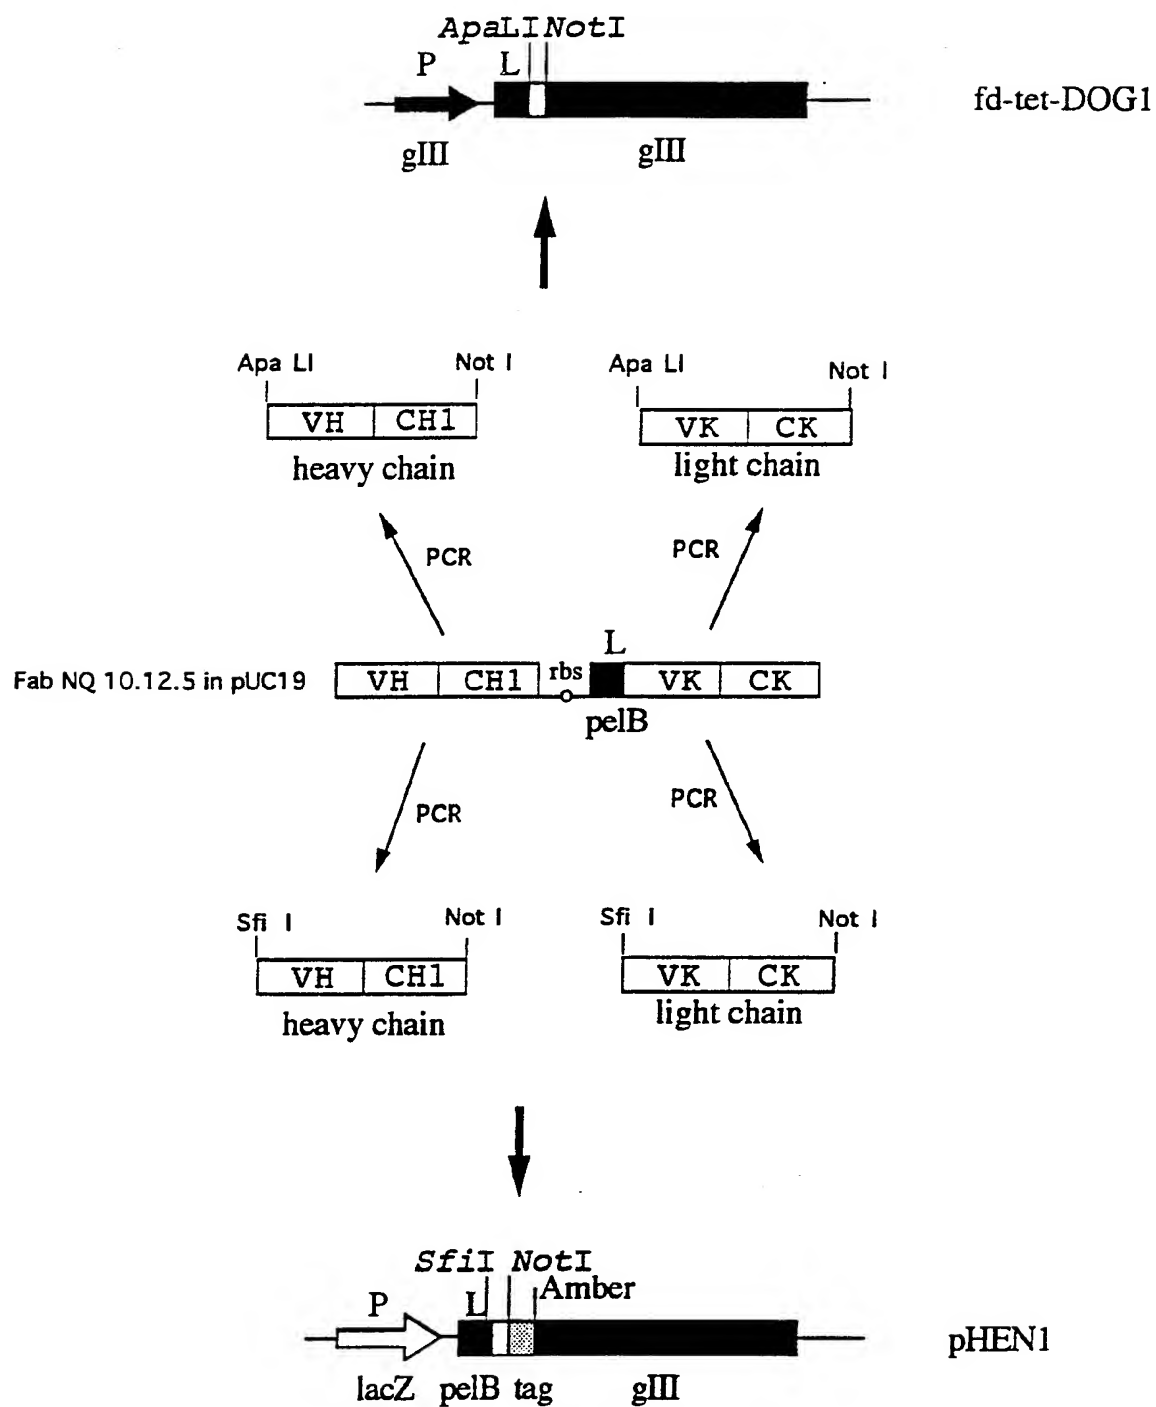 ApaLI NotI
P L
fd-tet-DOG1
gIII gIII
Apa LI Not I Apa LI Not I
VH CH1 VK CK
heavy chain light chain
PCR PCR
L
Fab NQ 10.12.5 in pUC19 VH CH1 rbs VK CK
pelB
PCR PCR
Sfi I Not I Sfi I Not I
VH CH1 VK CK
heavy chain light chain
SfiI NotI
P L Amber
pHEN1
lacZ pelB tag gIII